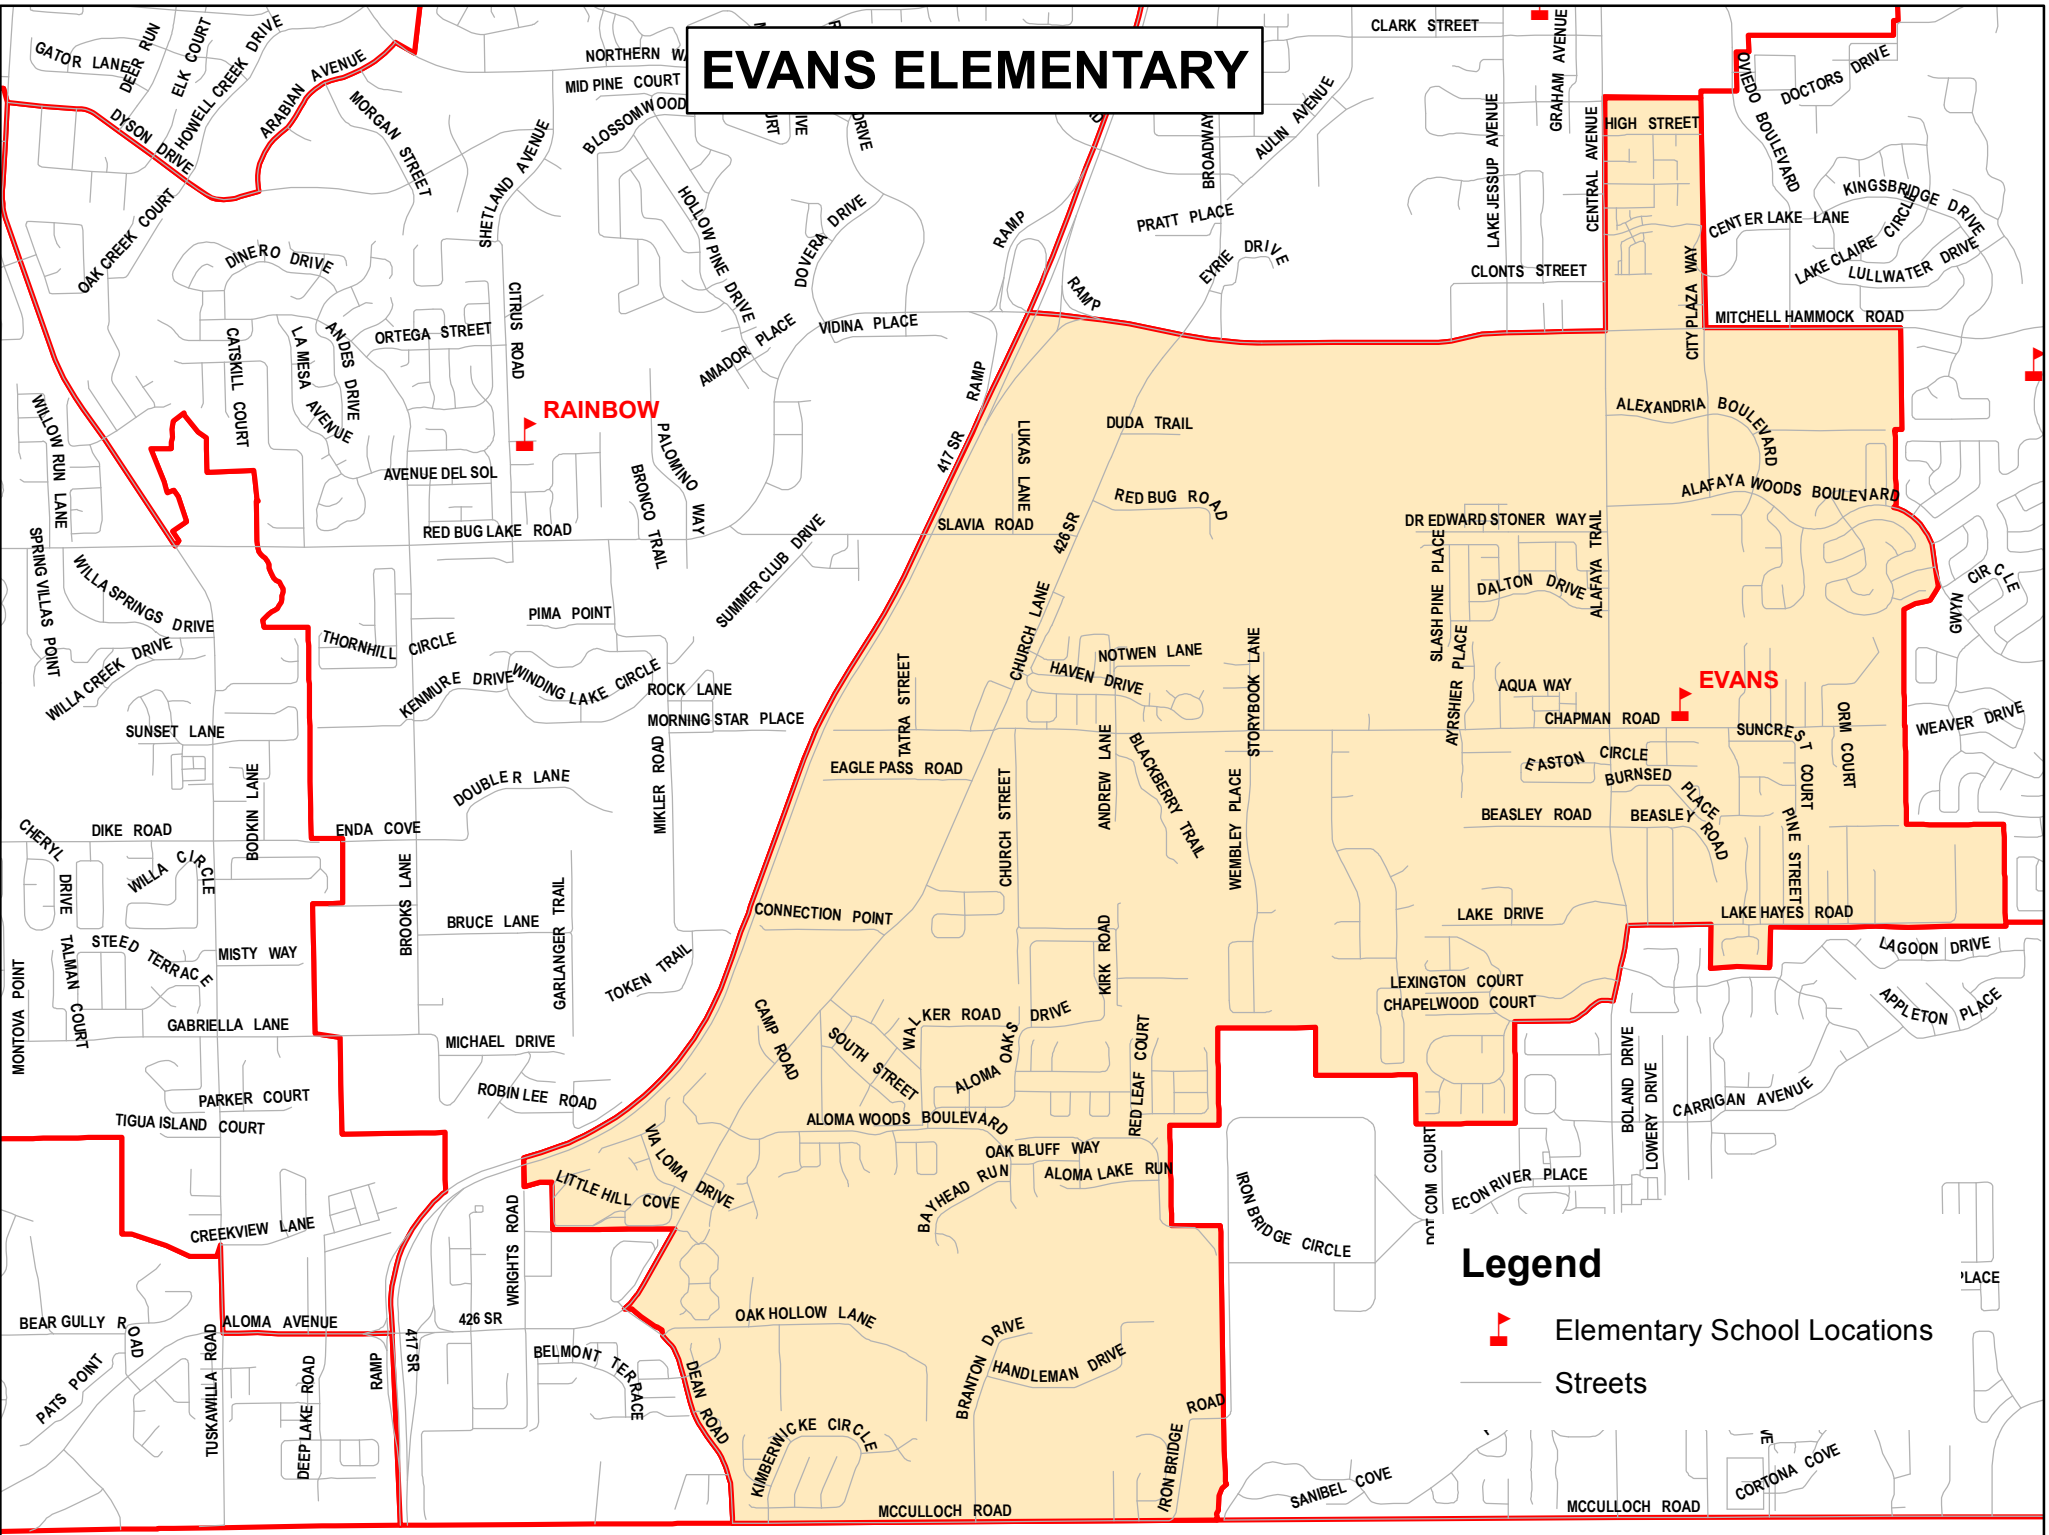 EVANS ELEMENTARY
CLARK STREET
GATOR LANE
DEER RUN
ELK COURT
HOWELL CREEK DRIVE
ARABIAN AVENUE
NORTHERN
MID PINE COURT
BLOSSOMWOOD
DRIVE
AULIN AVENUE
BROADWAY
LAKE JESSUP AVENUE
GRAHAM AVENUE
CENTRAL AVENUE
HIGH STREET
OVIEDO BOULEVARD
DOCTORS DRIVE
DYSON DRIVE
MORGAN STREET
SHETLAND AVENUE
OAK CREEK COURT
DINERO DRIVE
HOLLOW PINE DRIVE
DOVERA DRIVE
RAMP
PRATT PLACE
EYRIE DRIVE
KINGSBRIDGE DRIVE
CENTER LAKE LANE
LAKE CLAIRE CIRCLE
LULLWATER DRIVE
CLONTS STREET
CITY PLAZA WAY
MITCHELL HAMMOCK ROAD
RAMP
CATSKILL COURT
LA MESA AVENUE
ANDES DRIVE
ORTEGA STREET
CITRUS ROAD
AMADOR PLACE
VIDINA PLACE
RAMP
417 SR
RAINBOW
WILLOW RUN LANE
AVENUE DEL SOL
PALOMINO WAY
BRONCO TRAIL
LUKAS LANE
DUDA TRAIL
ALEXANDRIA BOULEVARD
ALAFAYA WOODS BOULEVARD
RED BUG ROAD
RED BUG LAKE ROAD
SLAVIA ROAD
426 SR
DR EDWARD STONER WAY
ALAFAYA TRAIL
SLASH PINE PLACE
DALTON DRIVE
SPRING VILLAS POINT
WILLA SPRINGS DRIVE
SUMMER CLUB DRIVE
PIMA POINT
CHURCH LANE
GWYN CIRCLE
WILLA CREEK DRIVE
THORNHILL CIRCLE
KENMURE DRIVE
WINDING LAKE CIRCLE
ROCK LANE
MORNING STAR PLACE
TATRA STREET
NOTWEN LANE
HAVEN DRIVE
STORYBOOK LANE
AYRSHIER PLACE
AQUA WAY
EVANS
CHAPMAN ROAD
SUNCREST COURT
ORM COURT
WEAVER DRIVE
SUNSET LANE
BODKIN LANE
DOUBLE R LANE
MIKLER ROAD
EAGLE PASS ROAD
ANDREW LANE
BLACKBERRY TRAIL
WEMBLEY PLACE
EASTON CIRCLE
BURNSED PLACE
BEASLEY ROAD
BEASLEY ROAD
PINE STREET
CHERYL DRIVE
DIKE ROAD
ENDA COVE
WILLA CIRCLE
CHURCH STREET
BROOKS LANE
BRUCE LANE
GARLANGER TRAIL
CONNECTION POINT
LAKE DRIVE
LAKE HAYES ROAD
TALMAN COURT
STEED TERRACE
MISTY WAY
TOKEN TRAIL
KIRK ROAD
LAGOON DRIVE
MONTOVA POINT
LEXINGTON COURT
CHAPELWOOD COURT
APPLETON PLACE
GABRIELLA LANE
MICHAEL DRIVE
CAMP ROAD
WALKER ROAD
SOUTH STREET
ALOMA OAKS DRIVE
RED LEAF COURT
BOLAND DRIVE
LOWERY DRIVE
CARRIGAN AVENUE
PARKER COURT
TIGUA ISLAND COURT
ROBIN LEE ROAD
ALOMA WOODS BOULEVARD
VIA LOMA DRIVE
OAK BLUFF WAY
ALOMA LAKE RUN
BAYHEAD RUN
LITTLE HILL COVE
IRON BRIDGE CIRCLE
DOT COM COURT
ECON RIVER PLACE
CREEKVIEW LANE
WRIGHTS ROAD
Legend
Elementary School Locations
Streets
PLACE
BEAR GULLY ROAD
ALOMA AVENUE
426 SR
417 SR
RAMP
OAK HOLLOW LANE
BRANTON DRIVE
HANDLEMAN DRIVE
PATS POINT
TUSKAWILLA ROAD
DEEP LAKE ROAD
BELMONT TERRACE
DEAN ROAD
KIMBERWICKE CIRCLE
IRON BRIDGE ROAD
SANIBEL COVE
CORTONA COVE
MCCULLOCH ROAD
MCCULLOCH ROAD